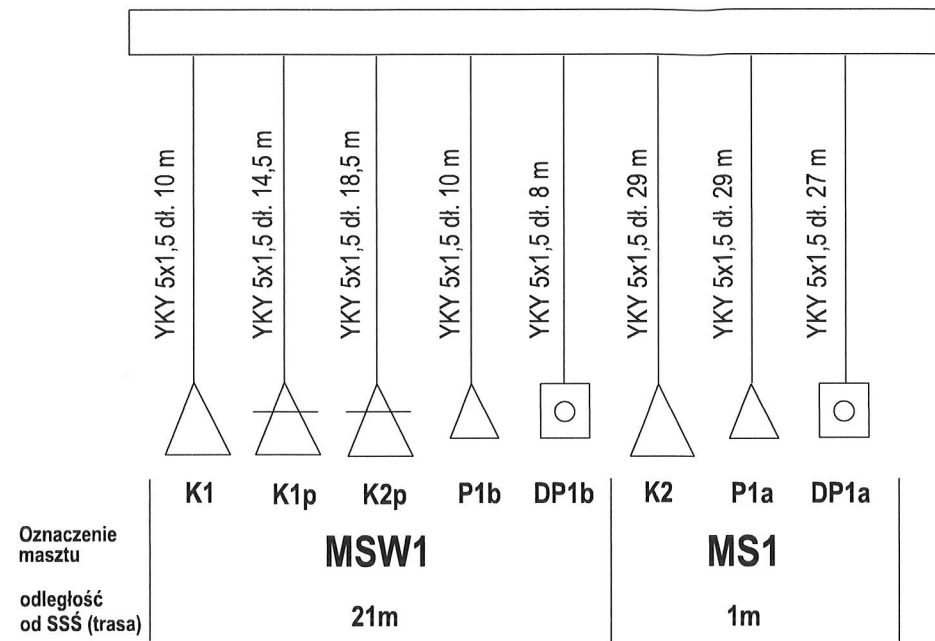 YKY 5x1,5 dł. 10 m
YKY 5x1,5 dł. 14,5 m
YKY 5x1,5 dł. 18,5 m
YKY 5x1,5 dł. 10 m
YKY 5x1,5 dł. 8 m
YKY 5x1,5 dł. 29 m
YKY 5x1,5 dł. 29 m
YKY 5x1,5 dł. 27 m
K1 K1p K2p P1b DP1b K2 P1a DP1a
Oznaczenie
masztu
MSW1 MS1
odległość
od SSŚ (trasa)
21m 1m